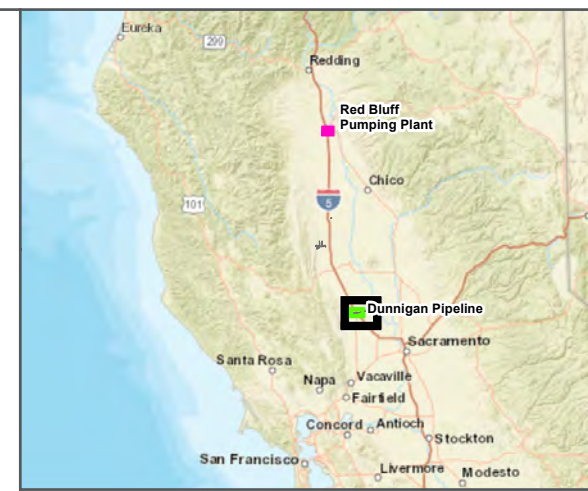 Eureka
299
Redding
Red Bluff
Pumping Plant
Chico
101
5
Dunnigan Pipeline
Sacramento
Santa Rosa
Napa
Vacaville
Fairfield
Concord
Antioch
Stockton
San Francisco
Livermore
Modesto